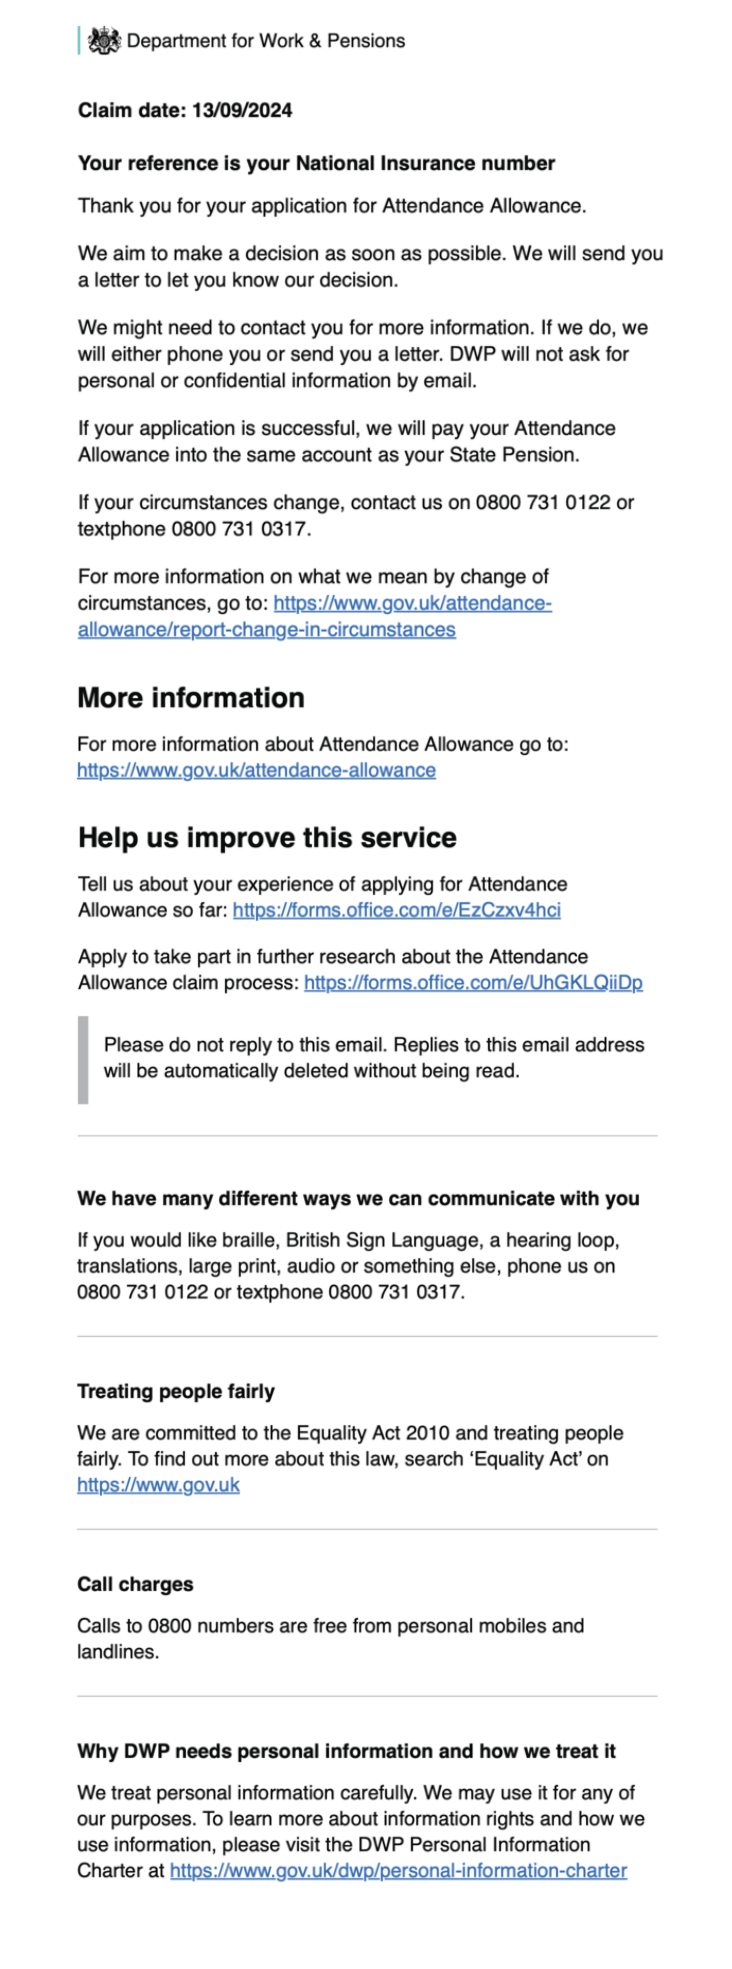 Department for Work & Pensions
Claim date: 13/09/2024
Your reference is your National Insurance number
Thank you for your application for Attendance Allowance.
We aim to make a decision as soon as possible. We will send you
a letter to let you know our decision.
We might need to contact you for more information. If we do, we
will either phone you or send you a letter. DWP will not ask for
personal or confidential information by email.
If your application is successful, we will pay your Attendance
Allowance into the same account as your State Pension.
If your circumstances change, contact us on 0800 731 0122 or
textphone 0800 731 0317.
For more information on what we mean by change of
circumstances, go to: https://www.gov.uk/attendance-
allowance/report-change-in-circumstances
More information
For more information about Attendance Allowance go to:
https://www.gov.uk/attendance-allowance
Help us improve this service
Tell us about your experience of applying for Attendance
Allowance so far: https://forms.office.com/e/EzCzxv4hci
Apply to take part in further research about the Attendance
Allowance claim process: https://forms.office.com/e/UhGKLQiiDp
Please do not reply to this email. Replies to this email address
will be automatically deleted without being read.
We have many different ways we can communicate with you
If you would like braille, British Sign Language, a hearing loop,
translations, large print, audio or something else, phone us on
0800 731 0122 or textphone 0800 731 0317.
Treating people fairly
We are committed to the Equality Act 2010 and treating people
fairly. To find out more about this law, search ‘Equality Act’ on
https://www.gov.uk
Call charges
Calls to 0800 numbers are free from personal mobiles and
landlines.
Why DWP needs personal information and how we treat it
We treat personal information carefully. We may use it for any of
our purposes. To learn more about information rights and how we
use information, please visit the DWP Personal Information
Charter at https://www.gov.uk/dwp/personal-information-charter